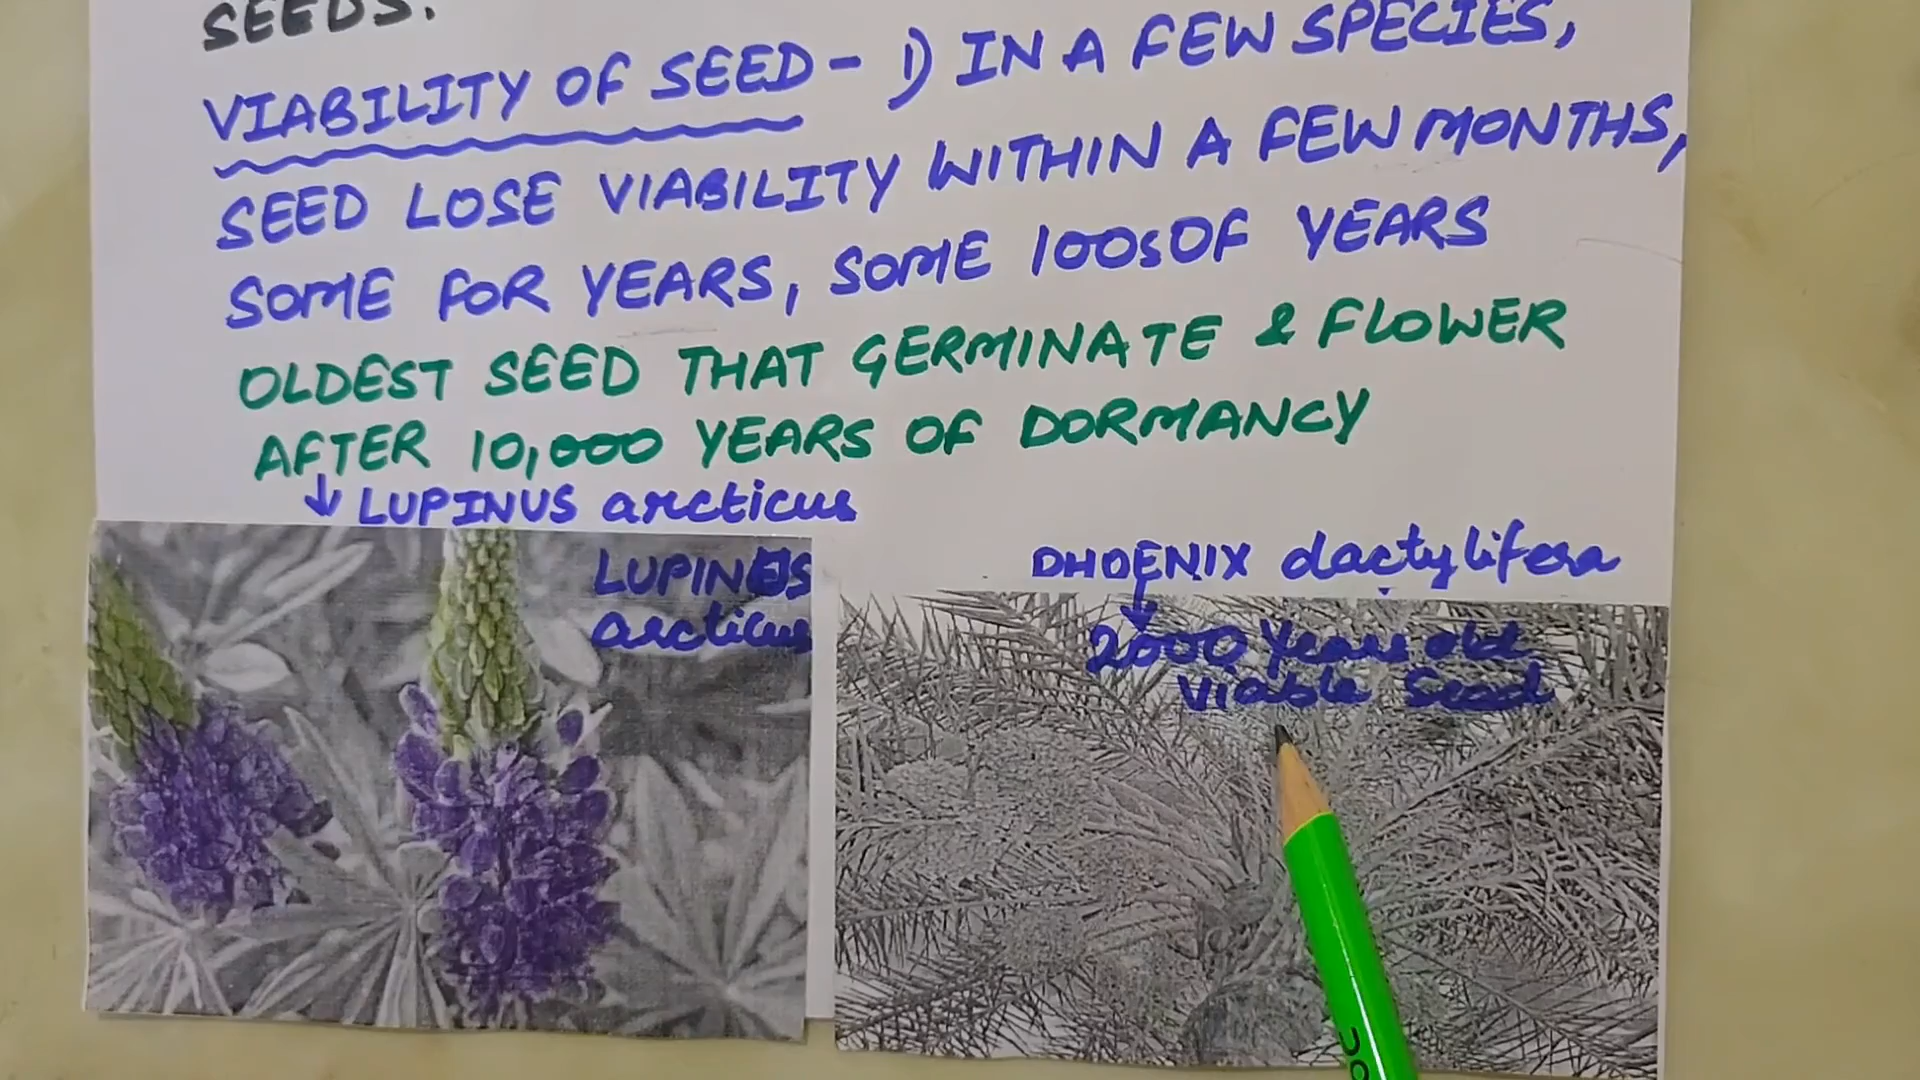 SEEDS.
VIABILITY OF SEED - 1) IN A FEW SPECIES,
SEED LOSE VIABILITY WITHIN A FEW MONTHS,
SOME FOR YEARS, SOME 100s OF YEARS
OLDEST SEED THAT GERMINATE & FLOWER
AFTER 10,000 YEARS OF DORMANCY
↓ LUPINUS arcticus
LUPINUS
arcticus
PHOENIX dactylifera
2000 Years old
Viable Seed